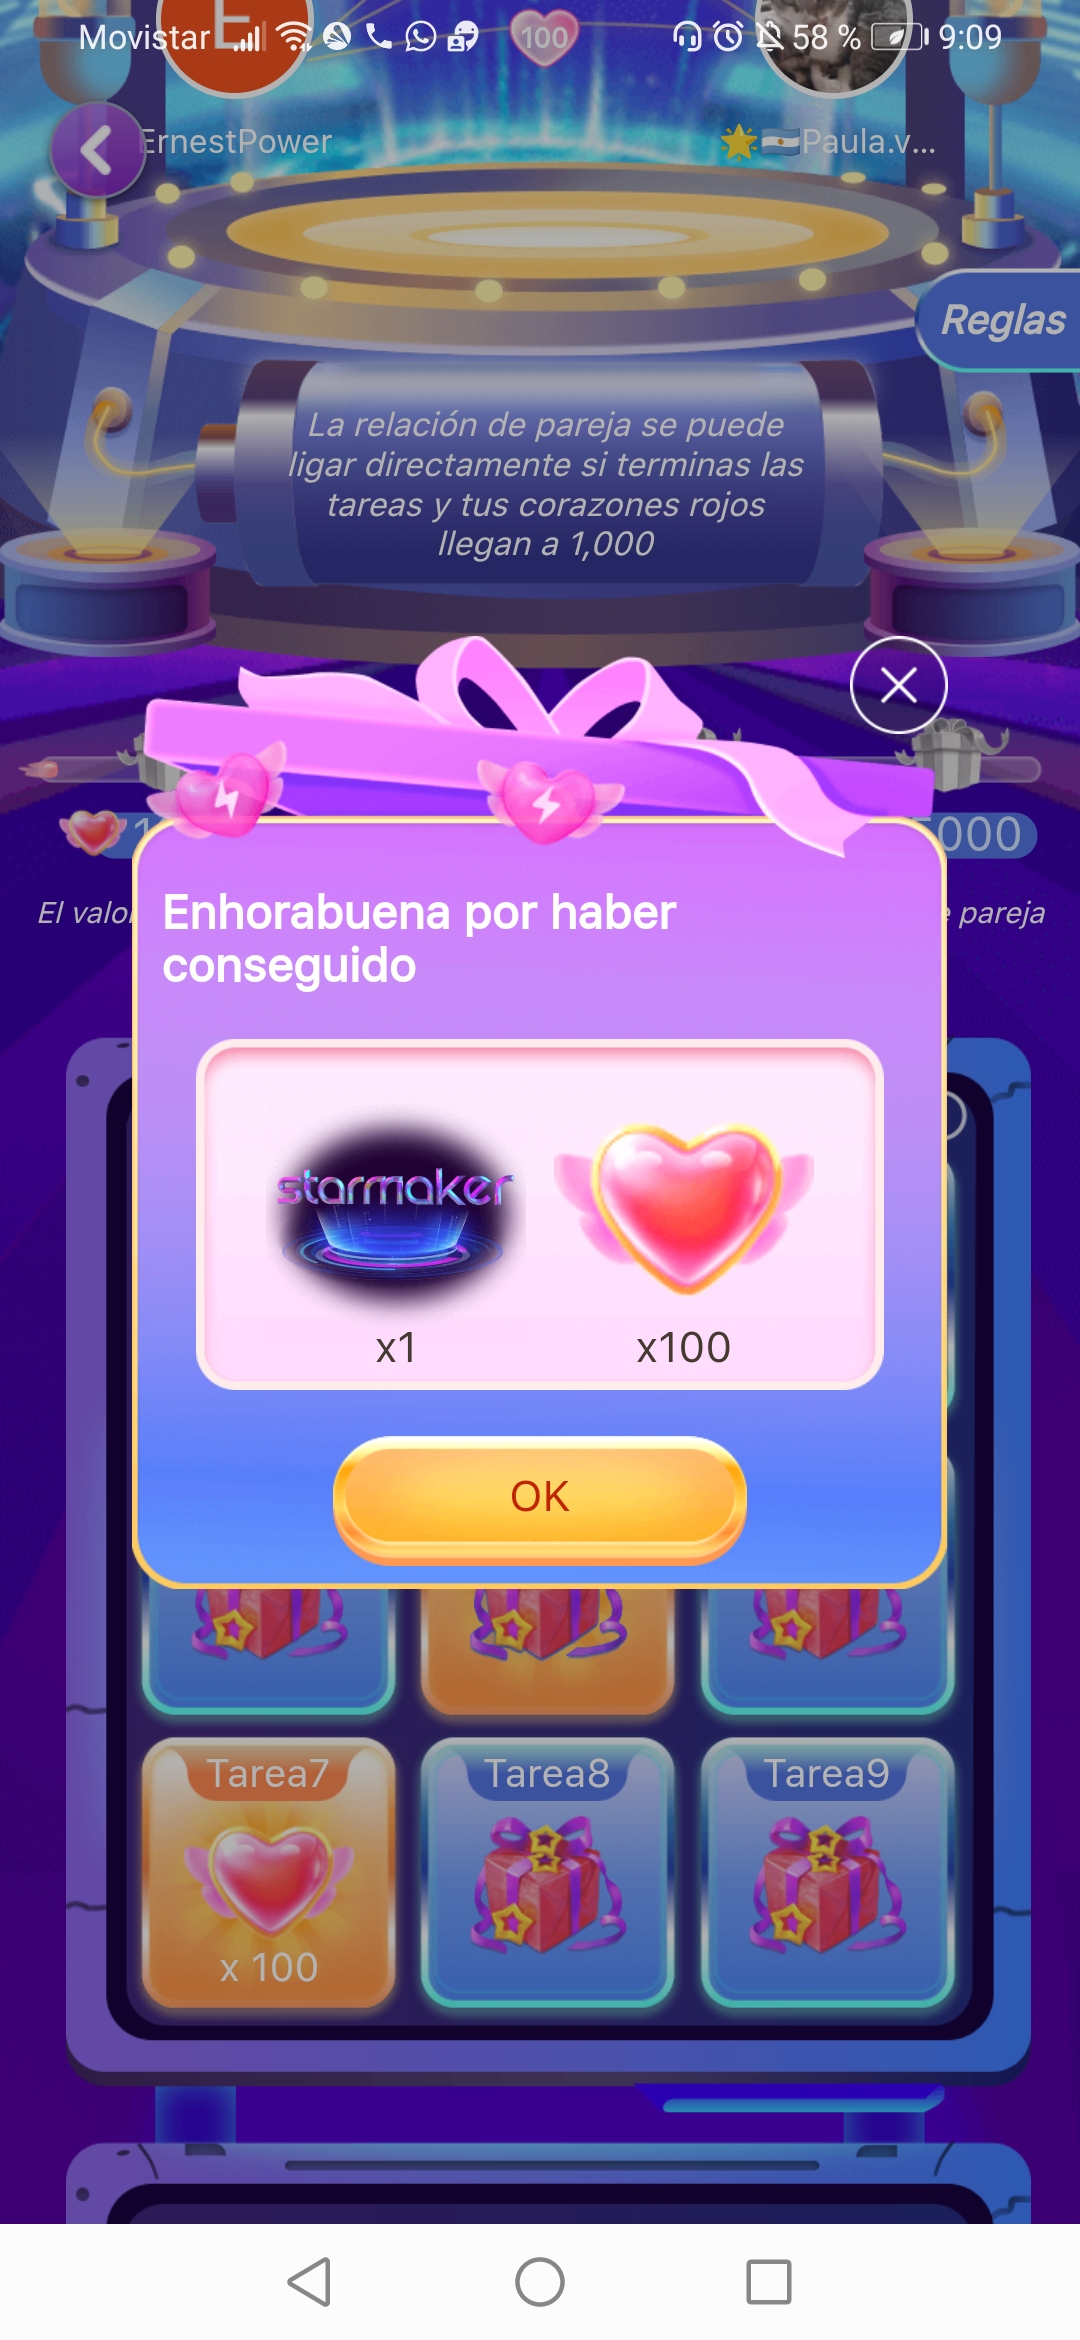 Movistar 58 % 9:09
100
E
ErnestPower
Paula.v...
Reglas
La relación de pareja se puede
ligar directamente si terminas las
tareas y tus corazones rojos
llegan a 1,000
000
El valor
pareja
Enhorabuena por haber
conseguido
starmaker
x1
x100
OK
Tarea7
Tarea8
Tarea9
x 100